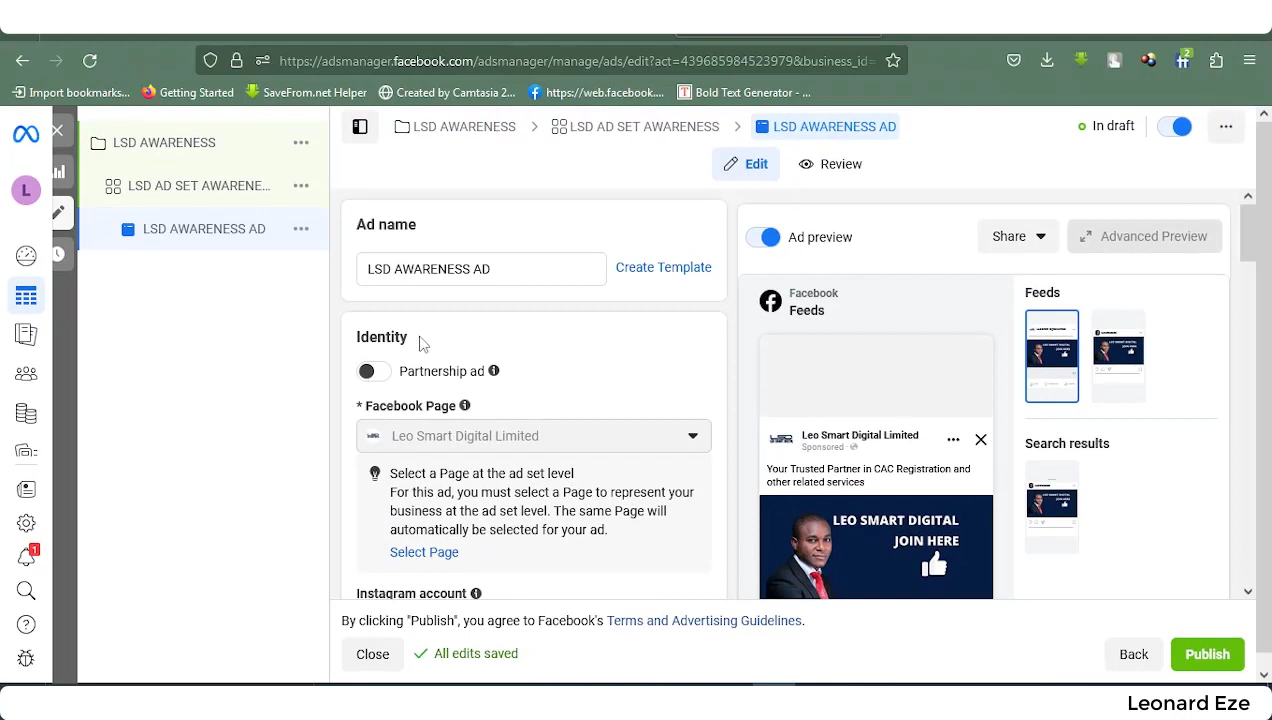 https://adsmanager.facebook.com/adsmanager/manage/ads/edit?act=439685984523979&business_id=
2
Import bookmarks...
Getting Started
SaveFrom.net Helper
Created by Camtasia 2...
https://web.facebook....
Bold Text Generator - ...
L
1
LSD AWARENESS
LSD AD SET AWARENE...
LSD AWARENESS AD
LSD AWARENESS > LSD AD SET AWARENESS > LSD AWARENESS AD
In draft
Edit
Review
Ad name
LSD AWARENESS AD
Create Template
Identity
Partnership ad
* Facebook Page
Leo Smart Digital Limited
Select a Page at the ad set level
For this ad, you must select a Page to represent your
business at the ad set level. The same Page will
automatically be selected for your ad.
Select Page
Instagram account
Ad preview
Share
Advanced Preview
Facebook
Feeds
Leo Smart Digital Limited
Sponsored ·
Your Trusted Partner in CAC Registration and
other related services
LEO SMART DIGITAL
JOIN HERE
Feeds
Search results
By clicking "Publish", you agree to Facebook's Terms and Advertising Guidelines.
Close
All edits saved
Back
Publish
Leonard Eze